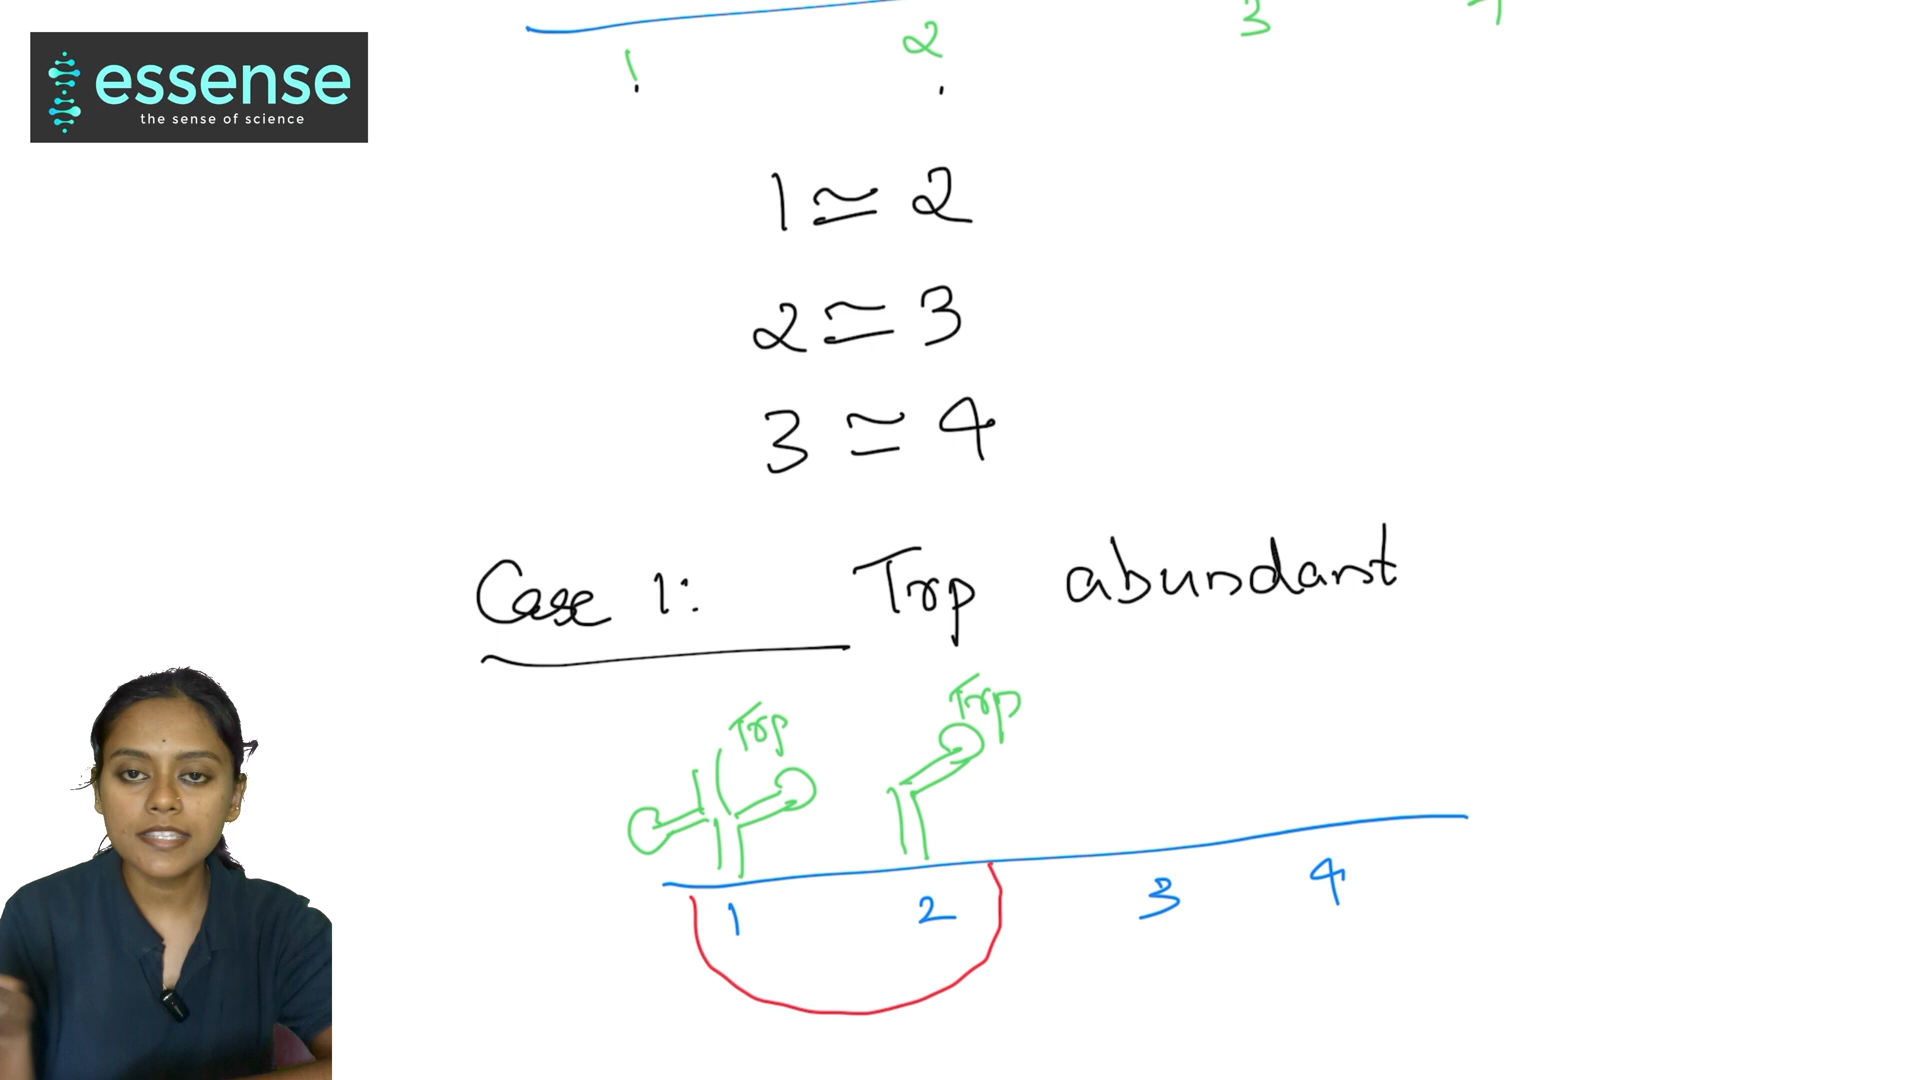 essense
the sense of science
1 2 3
1 ≃ 2
2 ≃ 3
3 ≃ 4
Case 1: Trp abundant
Trp Trp
1 2 3 4